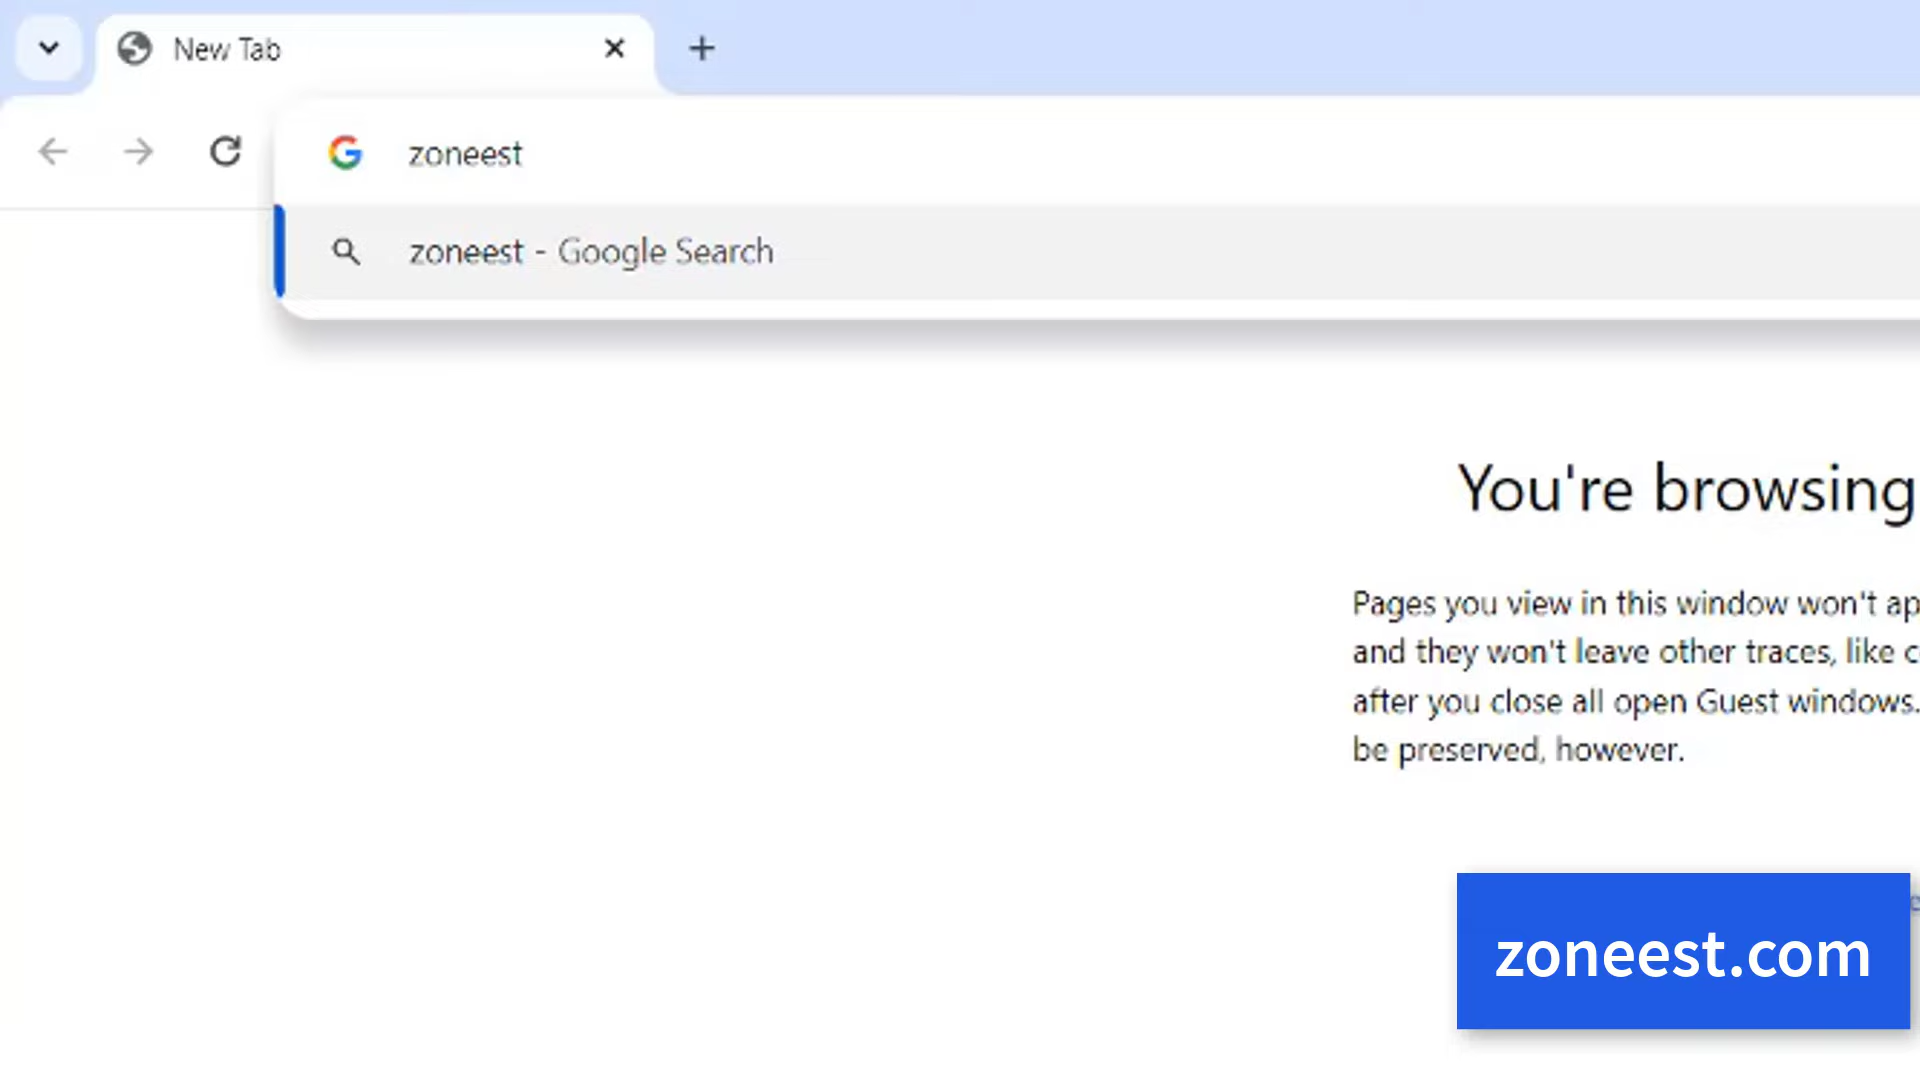 New Tab
zoneest
zoneest - Google Search
You're browsing
Pages you view in this window won't ap
and they won't leave other traces, like c
after you close all open Guest windows.
be preserved, however.
zoneest.com